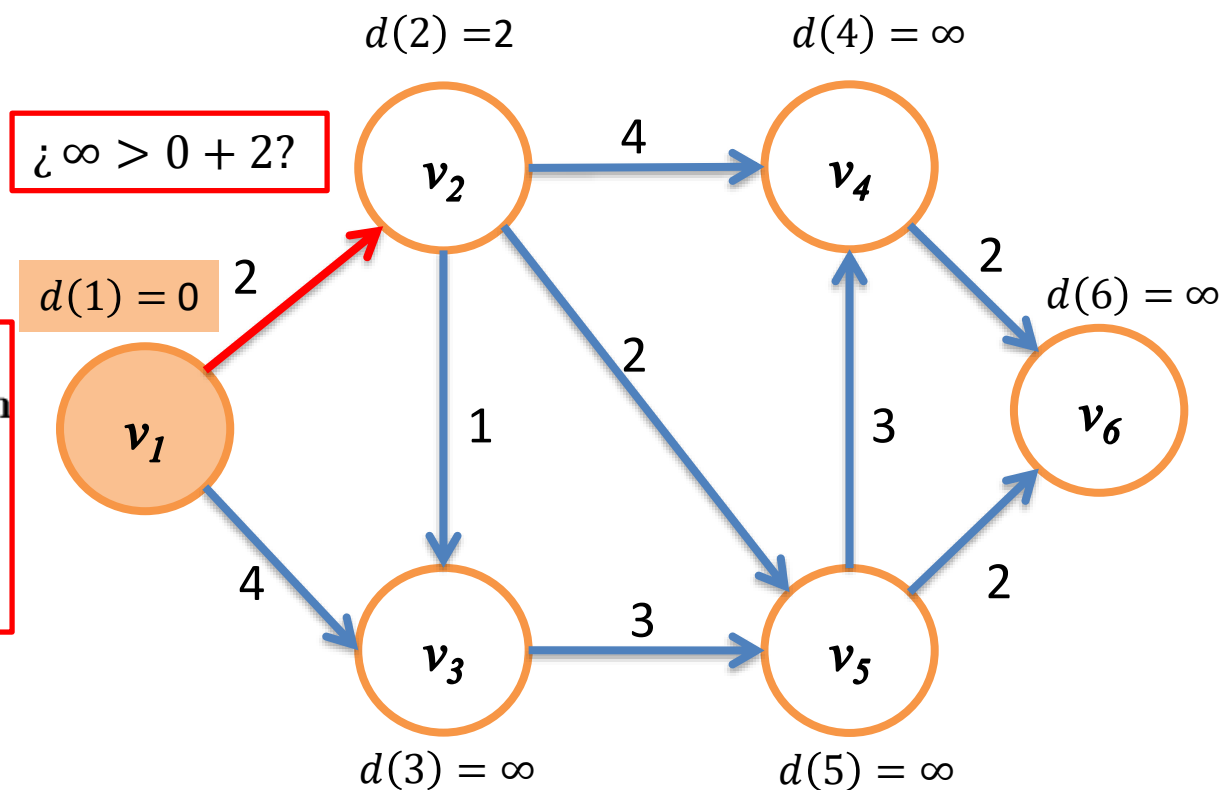 d(2) =2
d(4) = ∞
¿ ∞ > 0 + 2?
v2
4
v4
d(1) = 0
2
2
d(6) = ∞
2
v1
1
3
v6
4
3
2
v3
v5
d(3) = ∞
d(5) = ∞